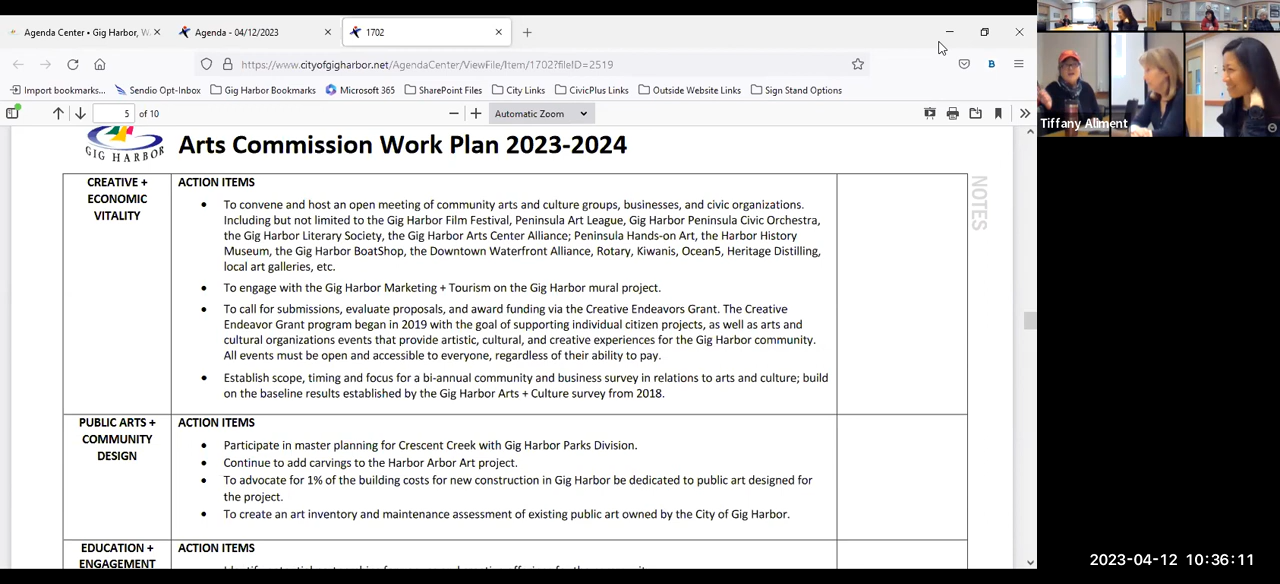 Agenda Center • Gig Harbor, W.
Agenda - 04/12/2023
1702
https://www.cityofgigharbor.net/AgendaCenter/ViewFile/Item/1702?fileID=2519
Import bookmarks...
Sendio Opt-Inbox
Gig Harbor Bookmarks
Microsoft 365
SharePoint Files
City Links
CivicPlus Links
Outside Website Links
Sign Stand Options
5 of 10
Automatic Zoom
GIG HARBOR
Arts Commission Work Plan 2023-2024
NOTES
CREATIVE +
ECONOMIC
VITALITY
ACTION ITEMS
• To convene and host an open meeting of community arts and culture groups, businesses, and civic organizations.
Including but not limited to the Gig Harbor Film Festival, Peninsula Art League, Gig Harbor Peninsula Civic Orchestra,
the Gig Harbor Literary Society, the Gig Harbor Arts Center Alliance; Peninsula Hands-on Art, the Harbor History
Museum, the Gig Harbor BoatShop, the Downtown Waterfront Alliance, Rotary, Kiwanis, Ocean5, Heritage Distilling,
local art galleries, etc.
• To engage with the Gig Harbor Marketing + Tourism on the Gig Harbor mural project.
• To call for submissions, evaluate proposals, and award funding via the Creative Endeavors Grant. The Creative
Endeavor Grant program began in 2019 with the goal of supporting individual citizen projects, as well as arts and
cultural organizations events that provide artistic, cultural, and creative experiences for the Gig Harbor community.
All events must be open and accessible to everyone, regardless of their ability to pay.
• Establish scope, timing and focus for a bi-annual community and business survey in relations to arts and culture; build
on the baseline results established by the Gig Harbor Arts + Culture survey from 2018.
PUBLIC ARTS +
COMMUNITY
DESIGN
ACTION ITEMS
• Participate in master planning for Crescent Creek with Gig Harbor Parks Division.
• Continue to add carvings to the Harbor Arbor Art project.
• To advocate for 1% of the building costs for new construction in Gig Harbor be dedicated to public art designed for
the project.
• To create an art inventory and maintenance assessment of existing public art owned by the City of Gig Harbor.
EDUCATION +
ENGAGEMENT
ACTION ITEMS
Tiffany Aliment
2023-04-12 10:36:11